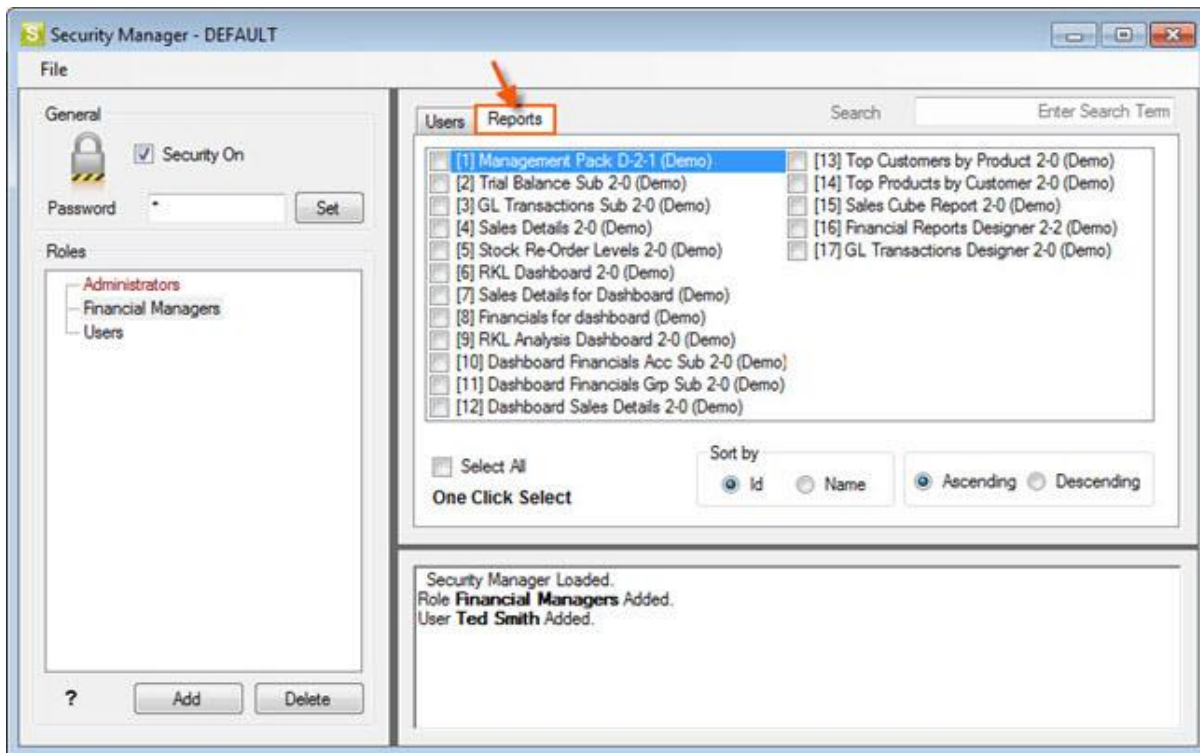 Security Manager - DEFAULT
File
General
Security On
Password
*
Set
Roles
Administrators
Financial Managers
Users
?
Add
Delete
Users
Reports
Search
Enter Search Term
[1] Management Pack D-2-1 (Demo)
[2] Trial Balance Sub 2-0 (Demo)
[3] GL Transactions Sub 2-0 (Demo)
[4] Sales Details 2-0 (Demo)
[5] Stock Re-Order Levels 2-0 (Demo)
[6] RKL Dashboard 2-0 (Demo)
[7] Sales Details for Dashboard (Demo)
[8] Financials for dashboard (Demo)
[9] RKL Analysis Dashboard 2-0 (Demo)
[10] Dashboard Financials Acc Sub 2-0 (Demo)
[11] Dashboard Financials Grp Sub 2-0 (Demo)
[12] Dashboard Sales Details 2-0 (Demo)
[13] Top Customers by Product 2-0 (Demo)
[14] Top Products by Customer 2-0 (Demo)
[15] Sales Cube Report 2-0 (Demo)
[16] Financial Reports Designer 2-2 (Demo)
[17] GL Transactions Designer 2-0 (Demo)
Select All
One Click Select
Sort by
Id
Name
Ascending
Descending
Security Manager Loaded.
Role Financial Managers Added.
User Ted Smith Added.